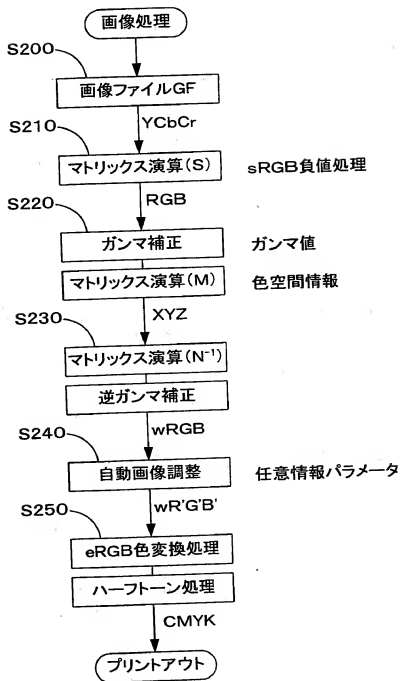 画像処理
S200
画像ファイルGF
YCbCr
S210
マトリックス演算(S) sRGB負値処理
RGB
S220
ガンマ補正 ガンマ値
マトリックス演算(M) 色空間情報
XYZ
S230
マトリックス演算(N⁻¹)
逆ガンマ補正
wRGB
S240
自動画像調整 任意情報パラメータ
wR'G'B'
S250
eRGB色変換処理
ハーフトーン処理
CMYK
プリントアウト